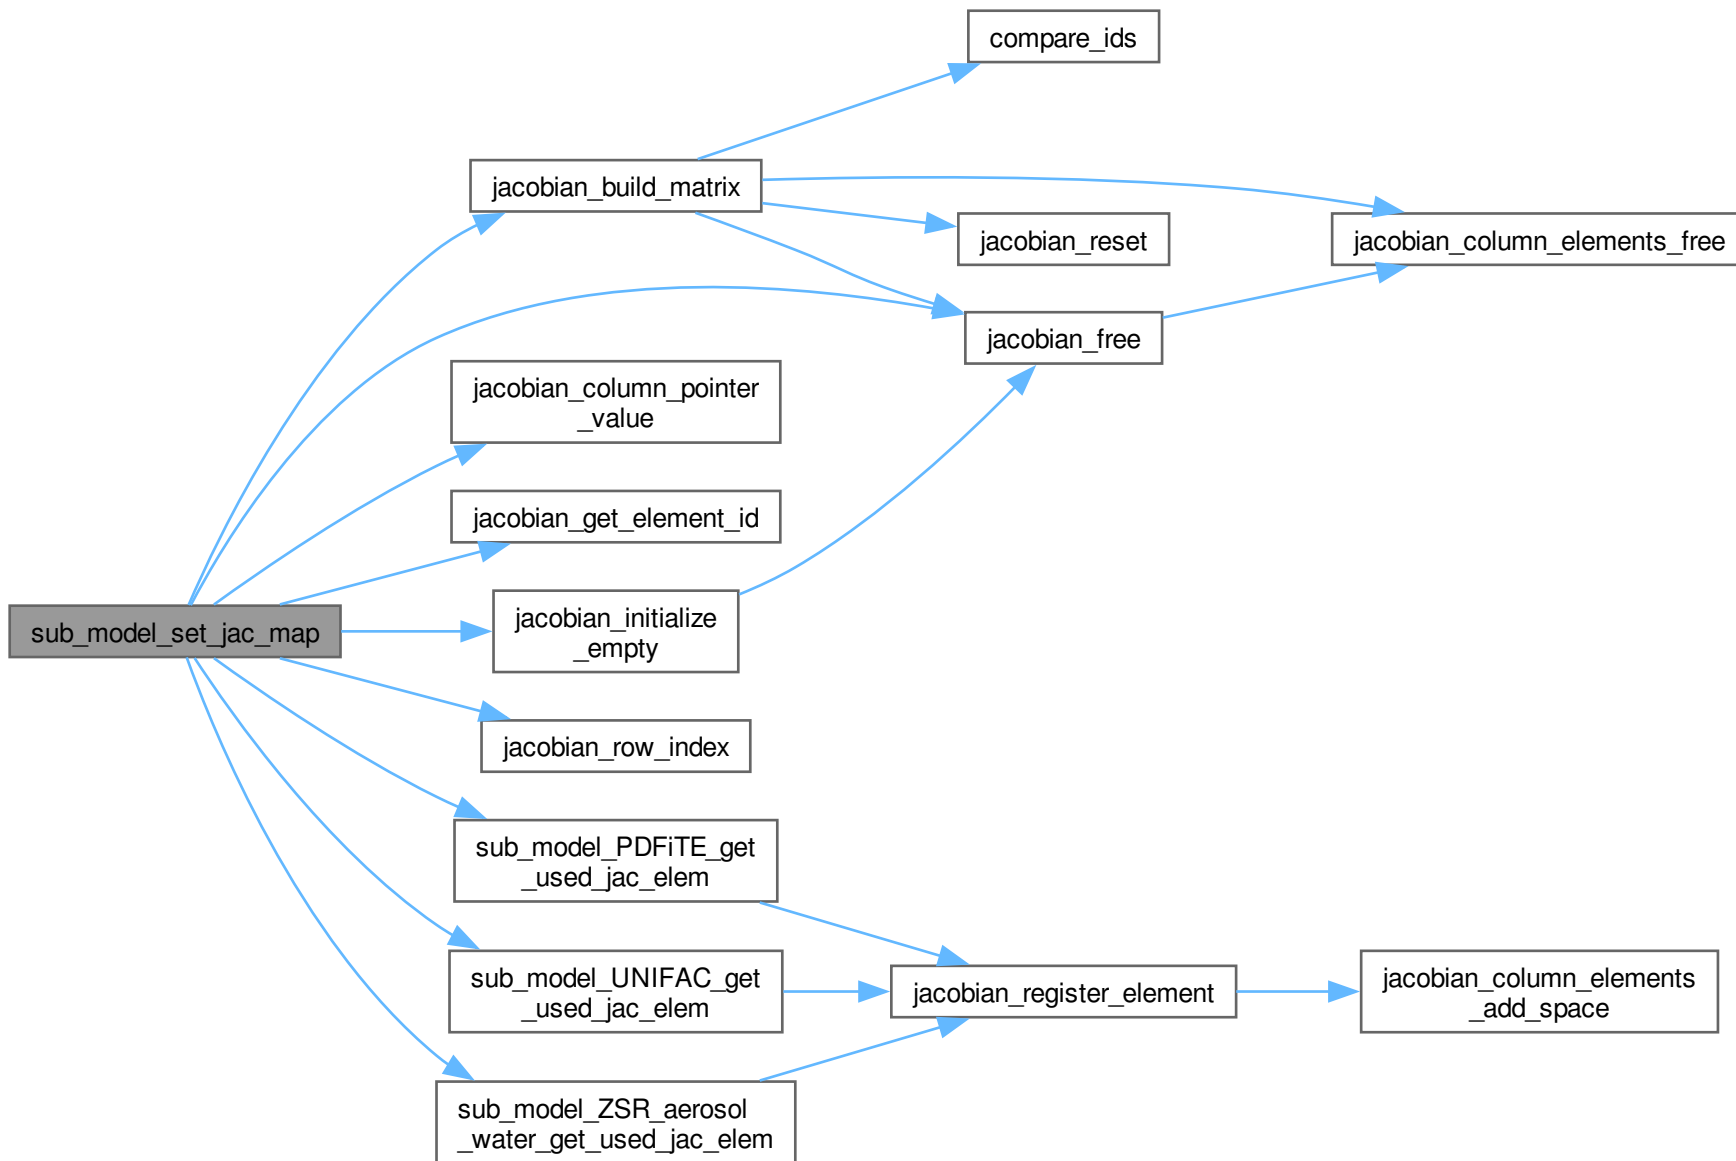 compare_ids
jacobian_build_matrix
jacobian_reset
jacobian_column_elements_free
jacobian_free
jacobian_column_pointer
_value
jacobian_get_element_id
jacobian_initialize
_empty
sub_model_set_jac_map
jacobian_row_index
sub_model_PDFiTE_get
_used_jac_elem
sub_model_UNIFAC_get
_used_jac_elem
jacobian_register_element
jacobian_column_elements
_add_space
sub_model_ZSR_aerosol
_water_get_used_jac_elem